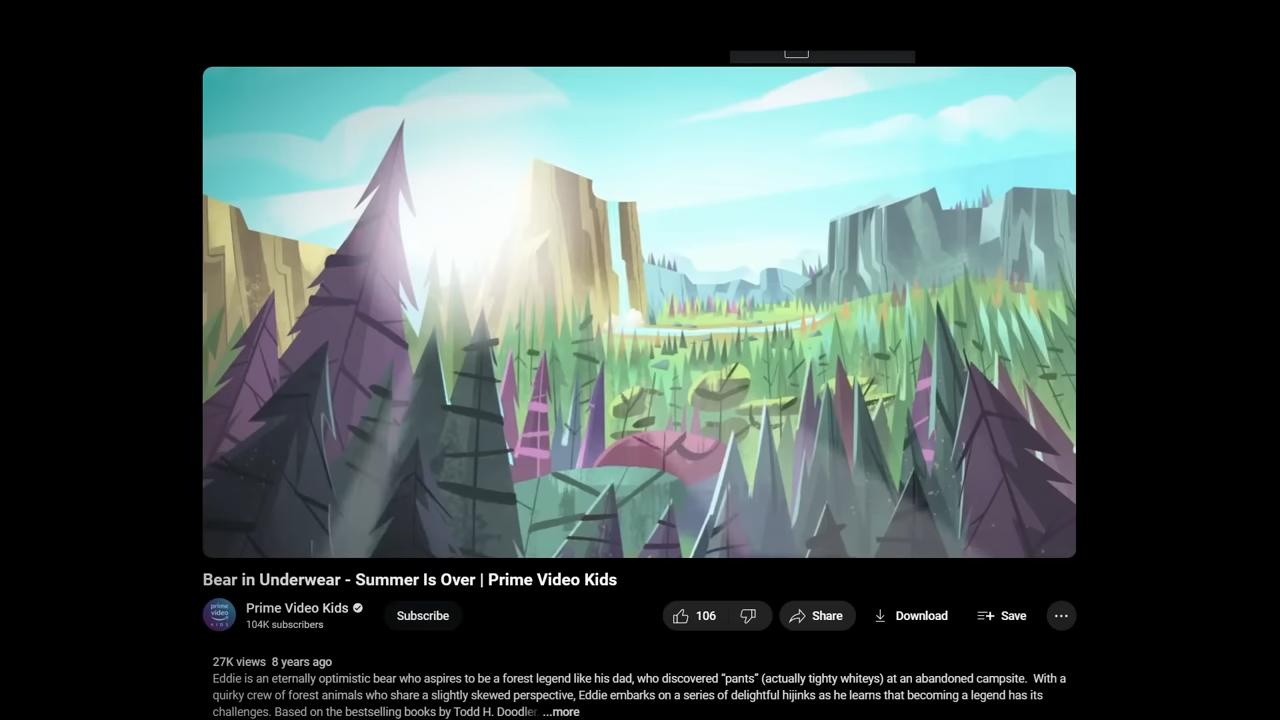 Bear in Underwear - Summer Is Over | Prime Video Kids
prime
video
KIDS
Prime Video Kids
104K subscribers
Subscribe
106
Share
Download
Save
27K views 8 years ago
Eddie is an eternally optimistic bear who aspires to be a forest legend like his dad, who discovered “pants” (actually tighty whiteys) at an abandoned campsite. With a
quirky crew of forest animals who share a slightly skewed perspective, Eddie embarks on a series of delightful hijinks as he learns that becoming a legend has its
challenges. Based on the bestselling books by Todd H. Doodler ...more